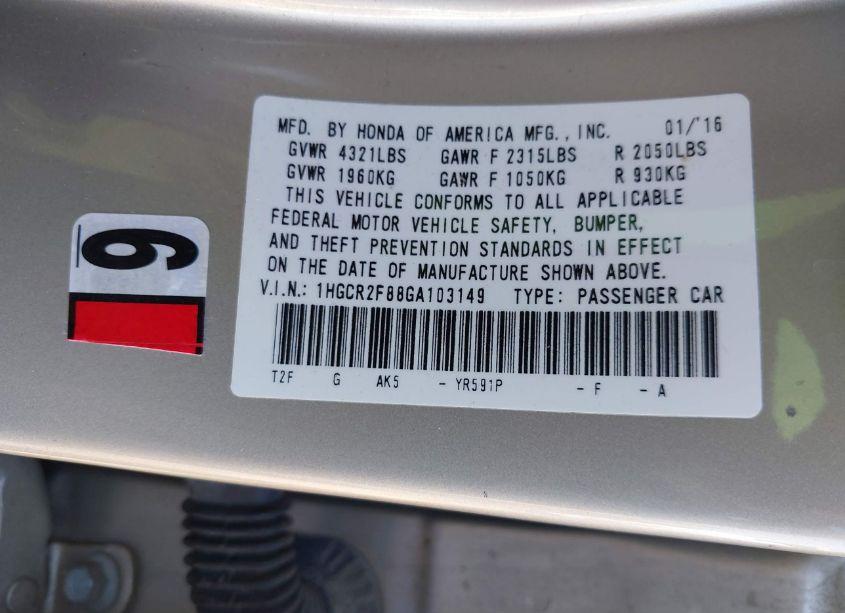 MFD. BY HONDA OF AMERICA MFG., INC. 01/'16
GVWR 4321LBS GAWR F 2315LBS R 2050LBS
GVWR 1960KG GAWR F 1050KG R 930KG
THIS VEHICLE CONFORMS TO ALL APPLICABLE
FEDERAL MOTOR VEHICLE SAFETY, BUMPER,
AND THEFT PREVENTION STANDARDS IN EFFECT
ON THE DATE OF MANUFACTURE SHOWN ABOVE.
V.I.N.: 1HGCR2F88GA103149 TYPE: PASSENGER CAR
T2F G AK5 - YR591P - F - A
6